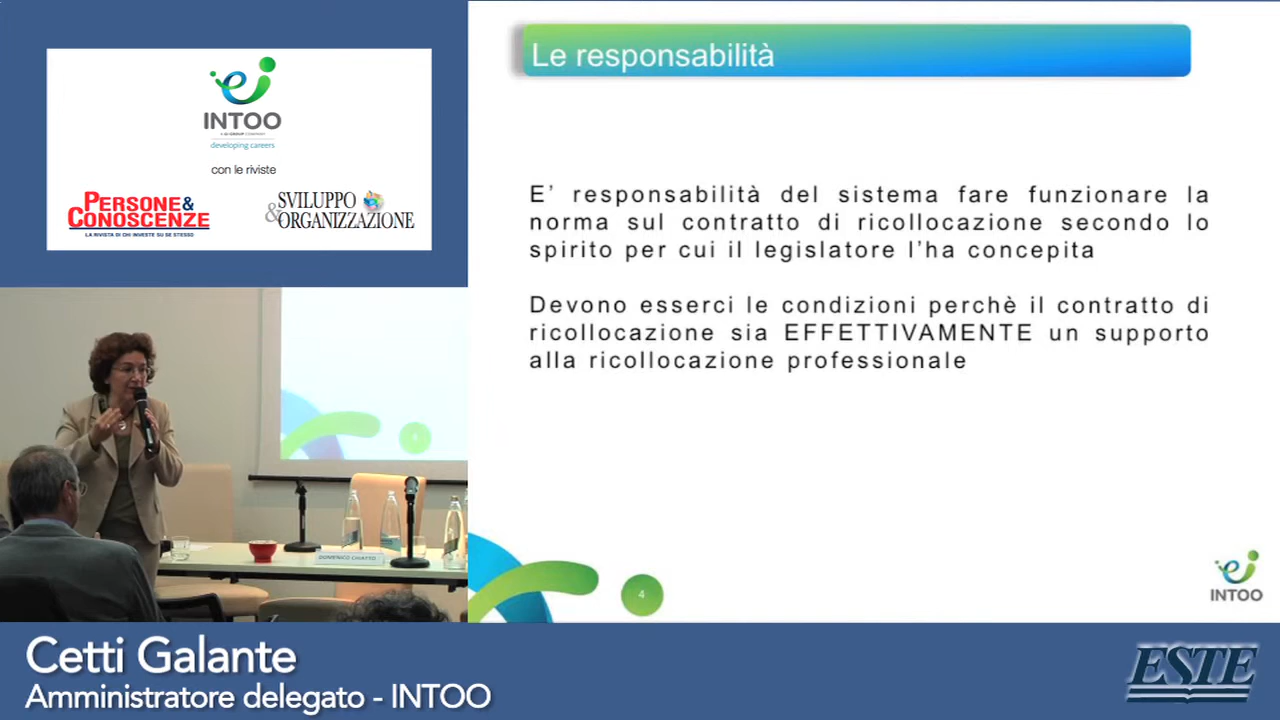 INTOO
A GI GROUP COMPANY
developing careers
con le riviste
PERSONE&
CONOSCENZE
LA RIVISTA DI CHI INVESTE SU SE STESSO
SVILUPPO
&ORGANIZZAZIONE
DOMENICO CHIATTO
Le responsabilità
E’ responsabilità del sistema fare funzionare la
norma sul contratto di ricollocazione secondo lo
spirito per cui il legislatore l’ha concepita
Devono esserci le condizioni perchè il contratto di
ricollocazione sia EFFETTIVAMENTE un supporto
alla ricollocazione professionale
4
INTOO
Cetti Galante
Amministratore delegato - INTOO
ESTE